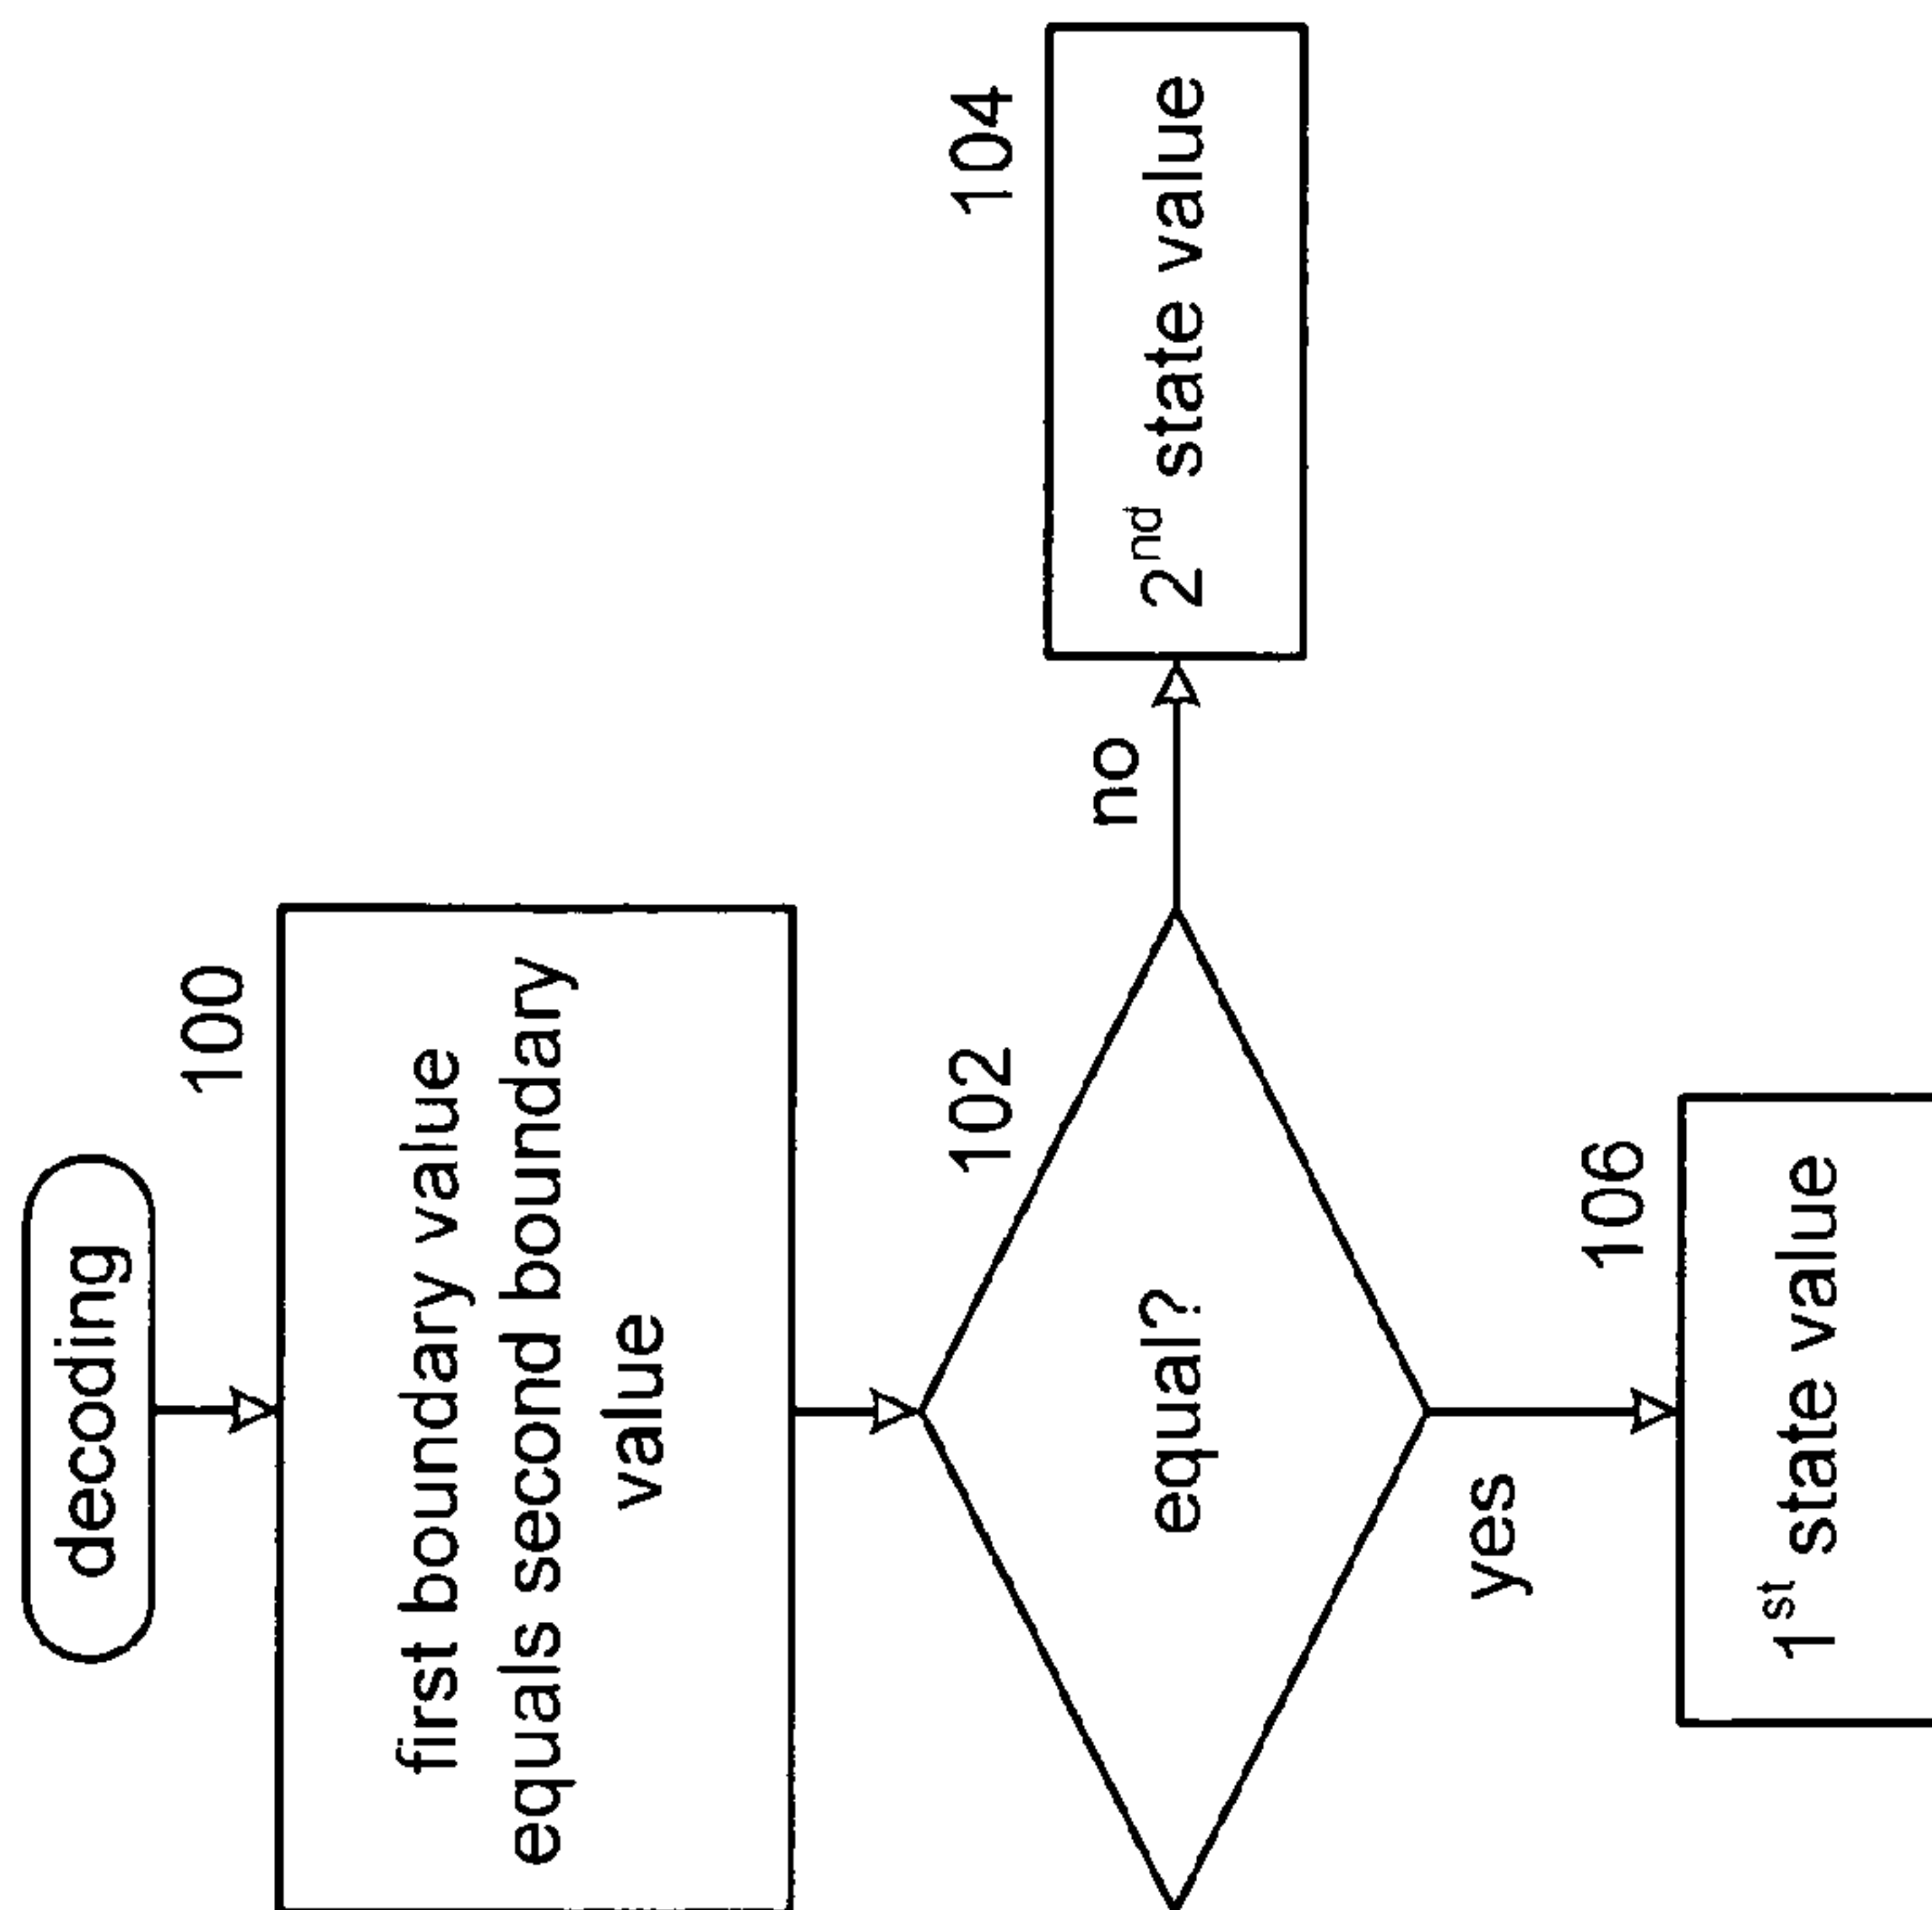 decoding
100
first boundary value
equals second boundary
value
102
equal?
no
104
2nd state value
yes
106
1st state value